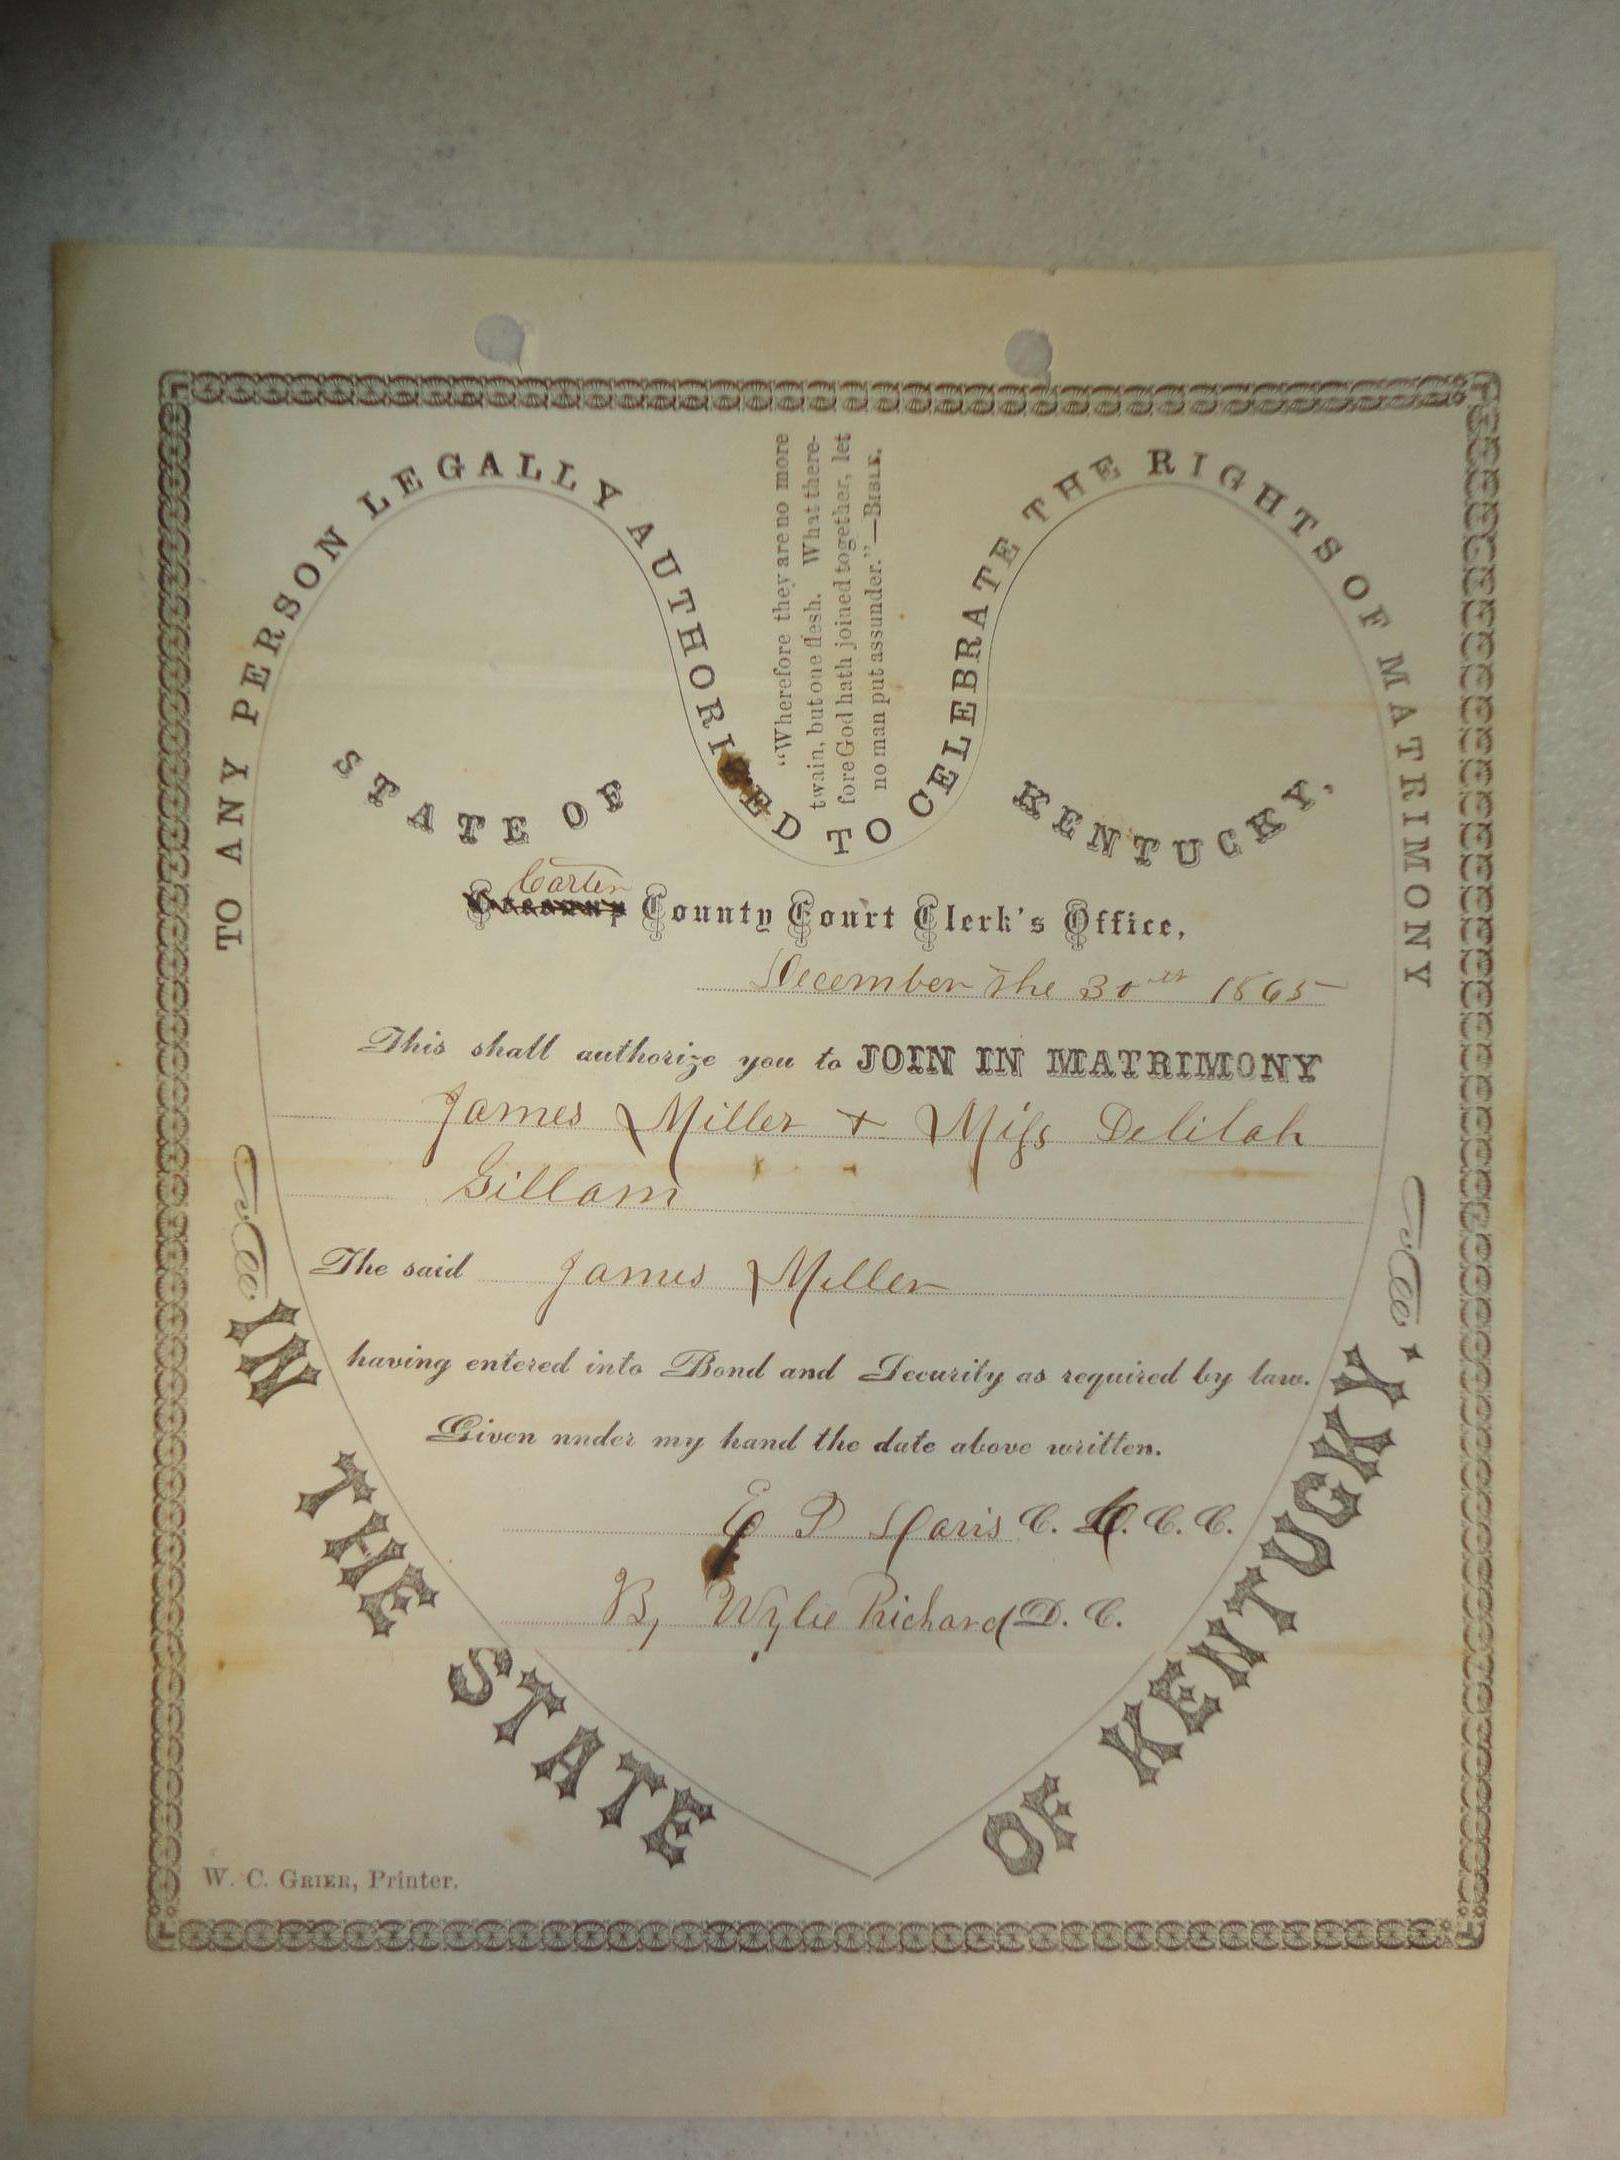 TO ANY PERSON LEGALLY AUTHORIZED TO CELEBRATE THE RIGHTS OF MATRIMONY
"Wherefore they are no more
twain, but one flesh. What there-
fore God hath joined together, let
no man put assunder."—BIBLE.
STATE OF KENTUCKY,
Carter
County Court Clerk's Office,
December the 30 1865
This shall authorize you to JOIN IN MATRIMONY
James Miller + Miss Delilah
Gillam
The said James Miller
having entered into Bond and Security as required by law.
Given nnder my hand the date above written.
E P Davis C. C. C. C.
By Wylie Richard D. C.
IN THE STATE OF KENTUCKY.
W. C. GRIER, Printer.